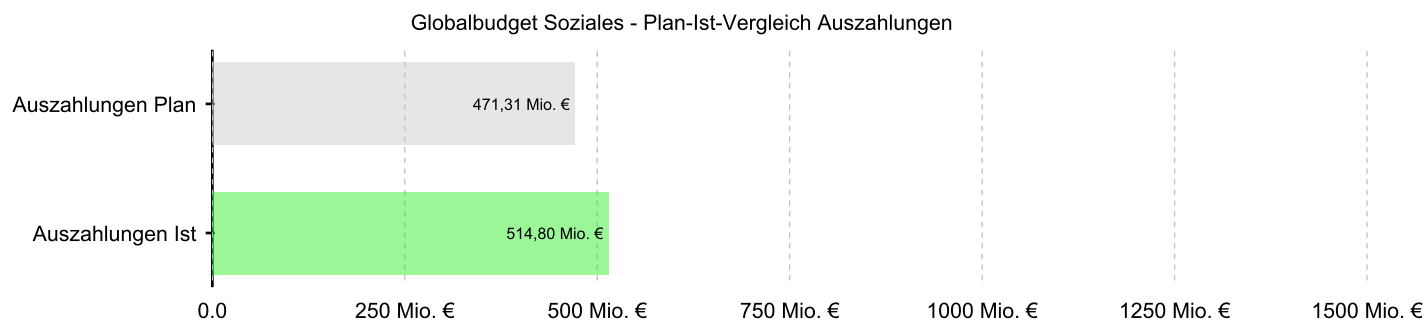 Globalbudget Soziales - Plan-Ist-Vergleich Auszahlungen
Auszahlungen Plan
471,31 Mio. €
Auszahlungen Ist
514,80 Mio. €
0.0 250 Mio. € 500 Mio. € 750 Mio. € 1000 Mio. € 1250 Mio. € 1500 Mio. €